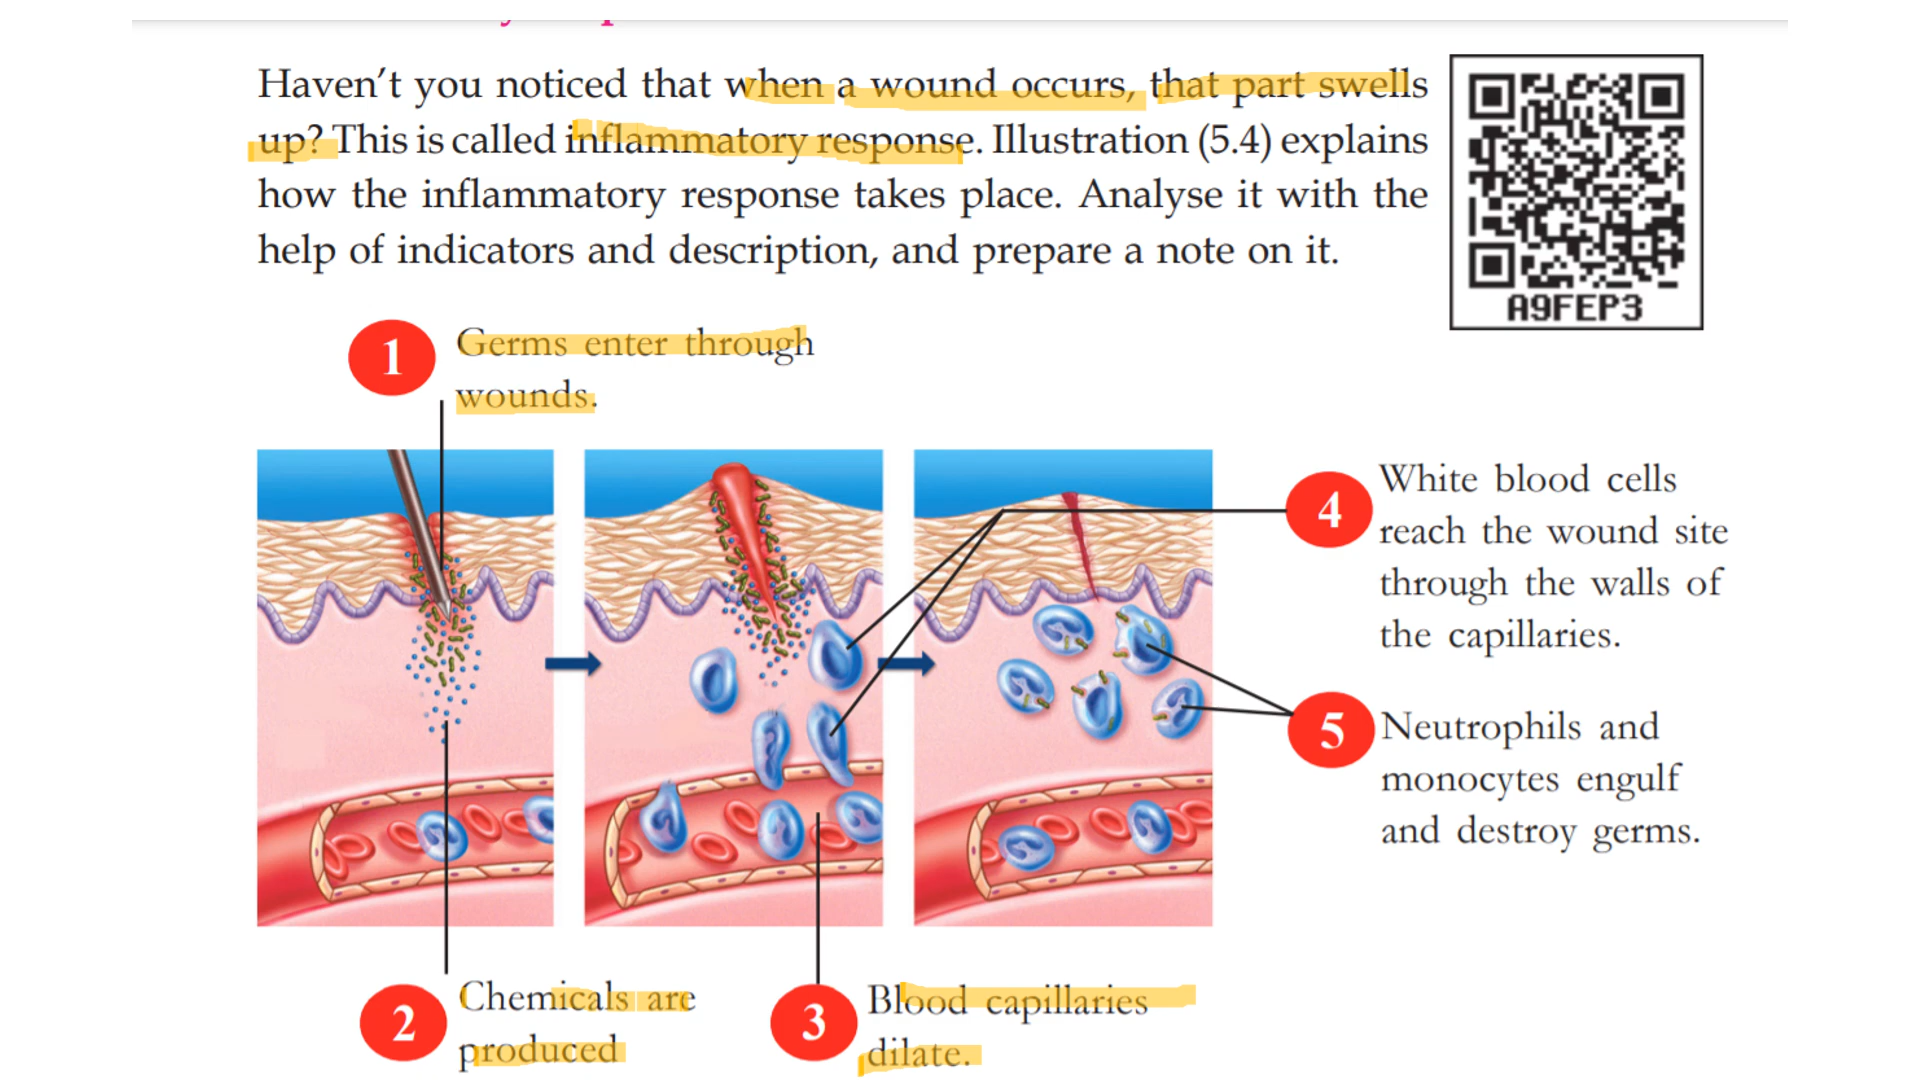 Haven’t you noticed that when a wound occurs, that part swells
up? This is called inflammatory response. Illustration (5.4) explains
how the inflammatory response takes place. Analyse it with the
help of indicators and description, and prepare a note on it.
A9FEP3
1
Germs enter through
wounds.
4
White blood cells
reach the wound site
through the walls of
the capillaries.
5
Neutrophils and
monocytes engulf
and destroy germs.
2
Chemicals are
produced
3
Blood capillaries
dilate.